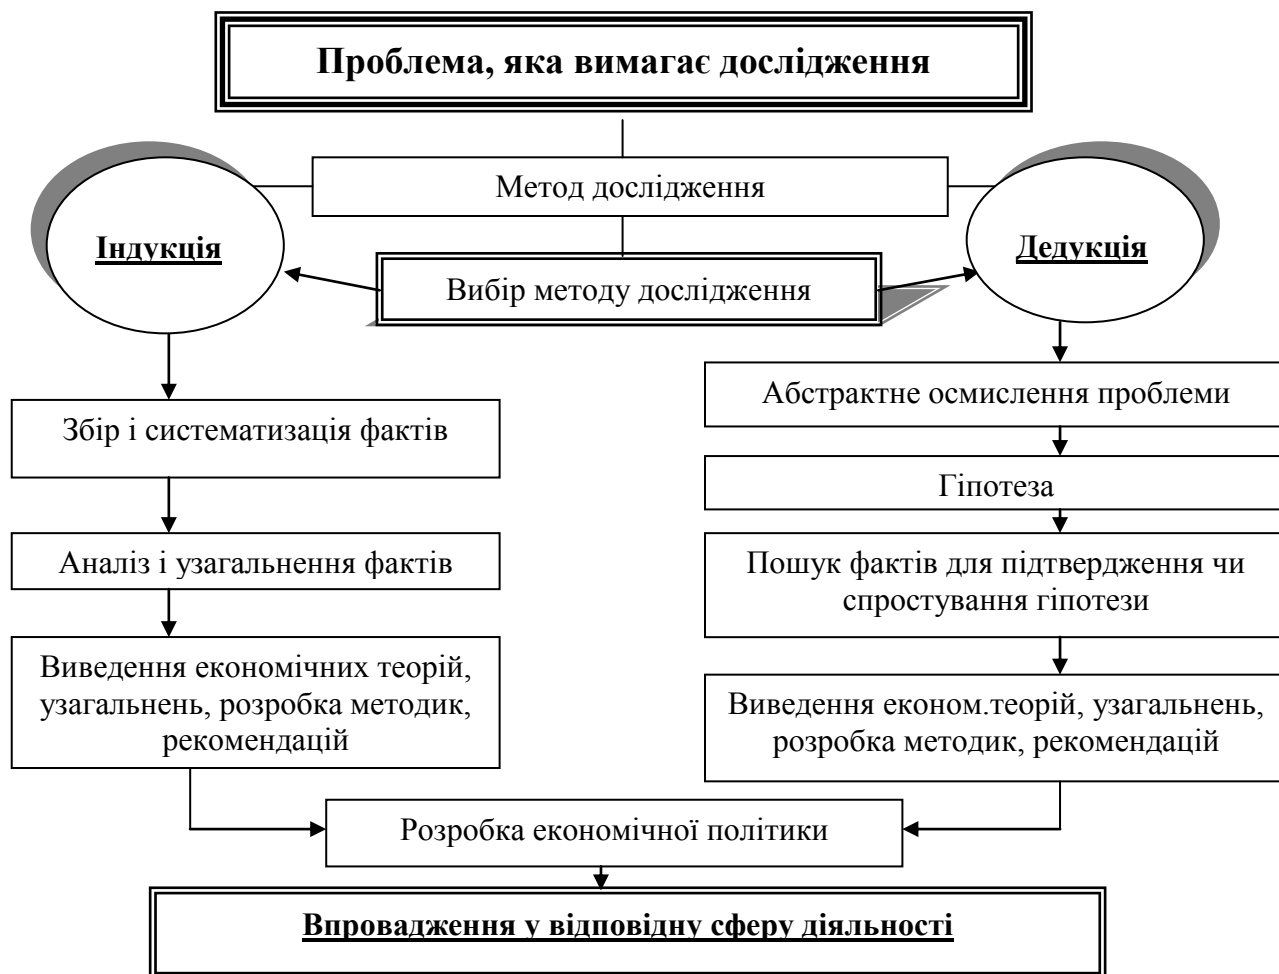 Проблема, яка вимагає дослідження
Метод дослідження
Індукція
Дедукція
Вибір методу дослідження
Збір і систематизація фактів
Аналіз і узагальнення фактів
Виведення економічних теорій,
узагальнень, розробка методик,
рекомендацій
Абстрактне осмислення проблеми
Гіпотеза
Пошук фактів для підтвердження чи
спростування гіпотези
Виведення економ.теорій, узагальнень,
розробка методик, рекомендацій
Розробка економічної політики
Впровадження у відповідну сферу діяльності